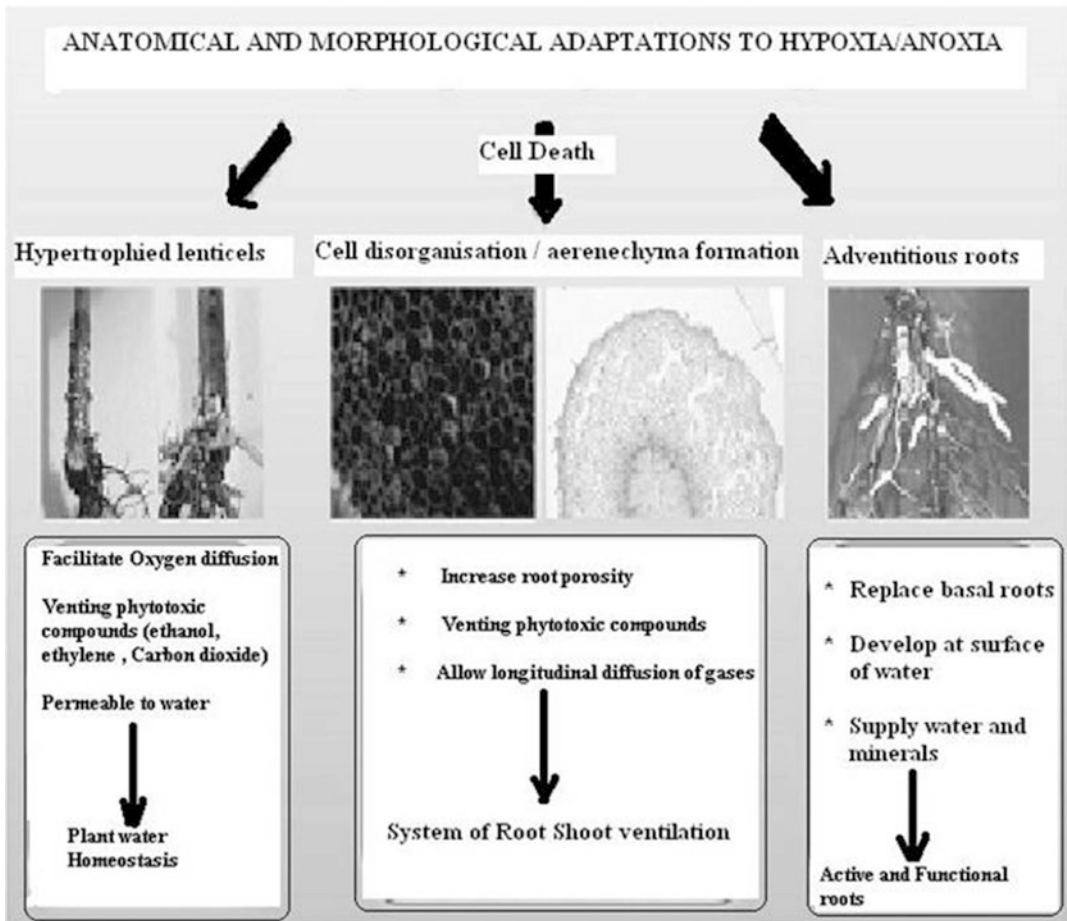 ANATOMICAL AND MORPHOLOGICAL ADAPTATIONS TO HYPOXIA/ANOXIA
Cell Death
Hypertrophied lenticels
Cell disorganisation / aerenechyma formation
Adventitious roots
Facilitate Oxygen diffusion
Venting phytotoxic
compounds (ethanol,
ethylene , Carbon dioxide)
Permeable to water
Plant water
Homeostasis
* Increase root porosity
* Venting phytotoxic compounds
* Allow longitudinal diffusion of gases
System of Root Shoot ventilation
* Replace basal roots
* Develop at surface
of water
* Supply water and
minerals
Active and Functional
roots